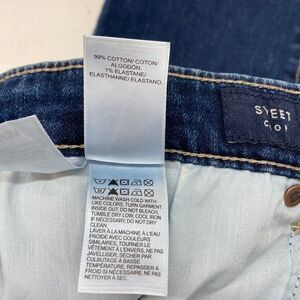 99% COTTON/ COTON/
ALGODÓN.
1% ELASTANE/
ELASTHANNE/ ELASTANO.
MACHINE WASH COLD WITH
LIKE COLORS, TURN GARMENT
INSIDE OUT, DO NOT BLEACH,
TUMBLE DRY LOW, COOL IRON
IF NECESSARY, DO NOT DRY
CLEAN.
LAVER À LA MACHINE À L'EAU
FROIDE AVEC COULEURS
SIMILAIRES, TOURNER LE
VÊTEMENT À L'ENVERS, NE PAS
JAVELLISER, SÉCHER PAR
CULBUTAGE À BASSE
TEMPÉRATURE, REPASSER À
FROID SI NÉCESSAIRE, NE PAS